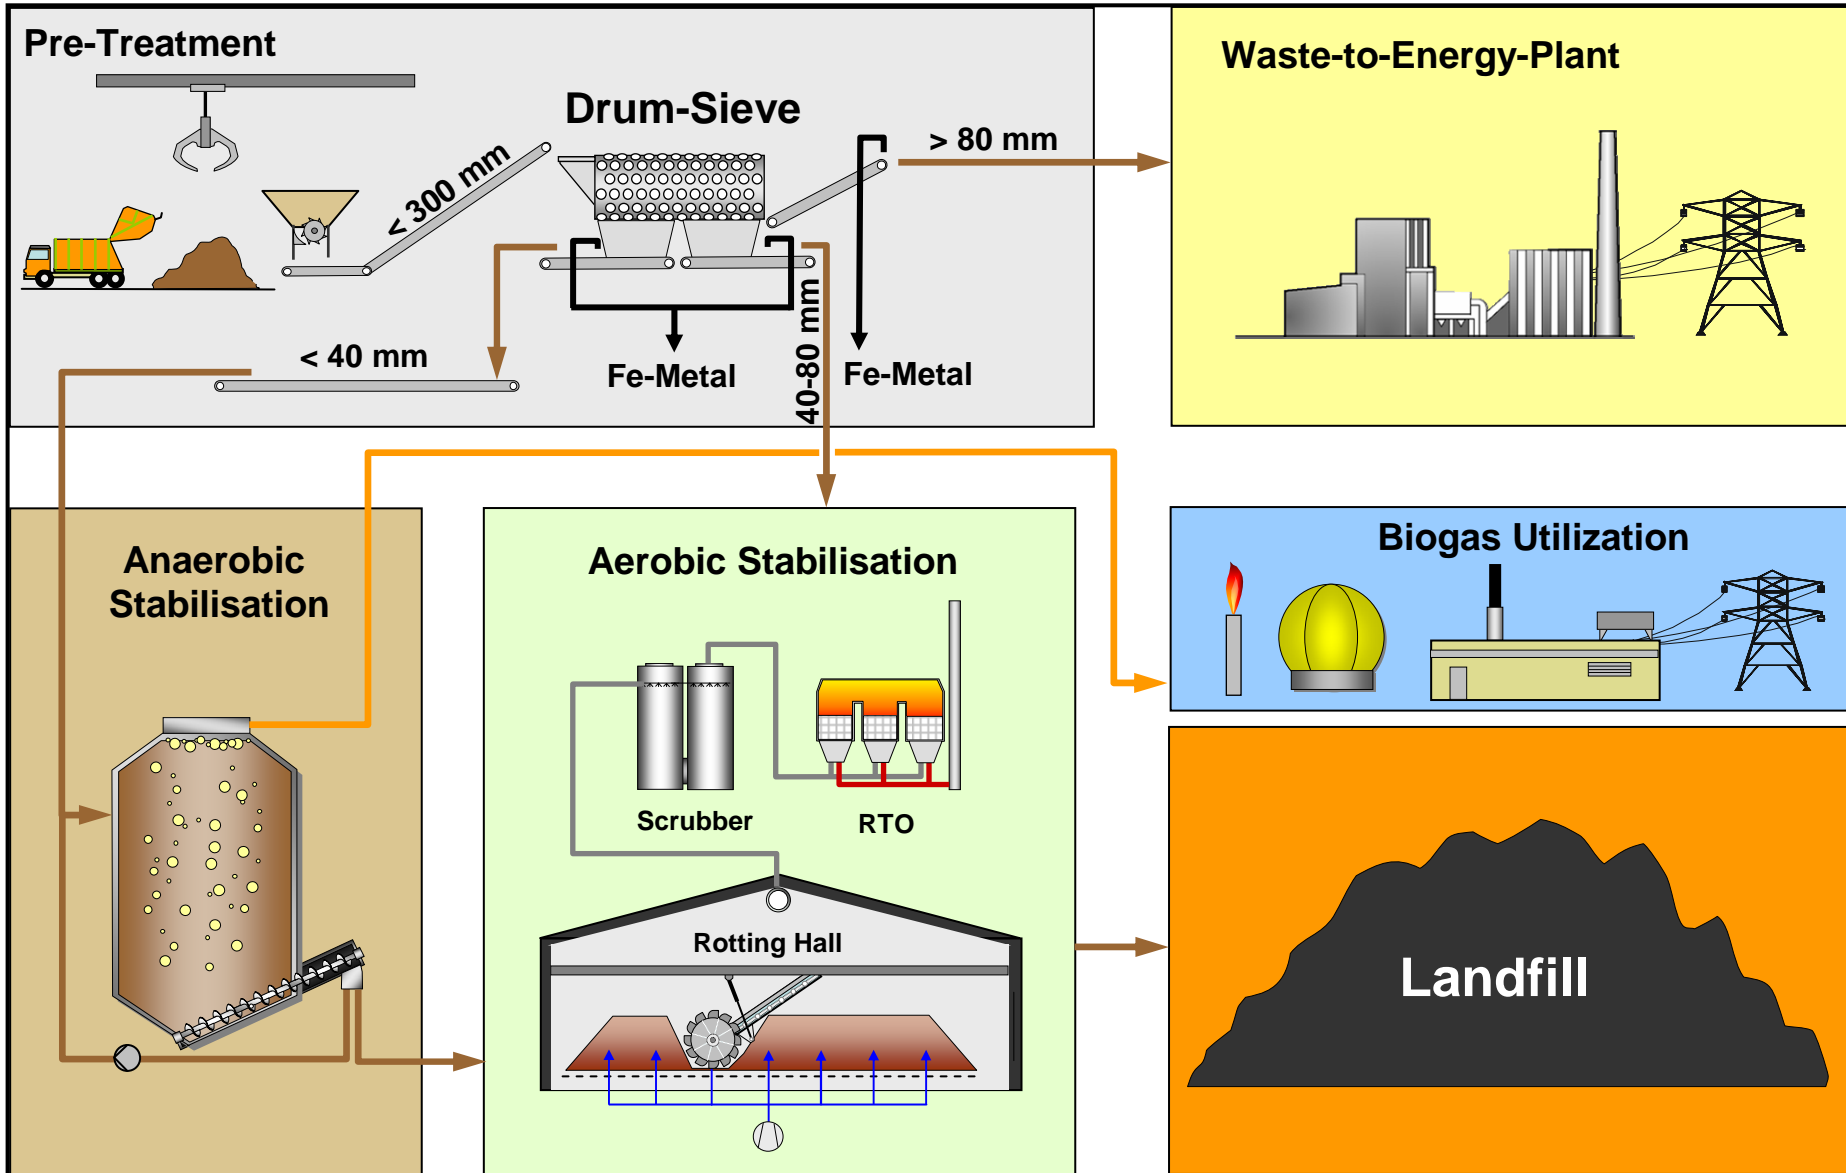 Pre-Treatment
Waste-to-Energy-Plant
Drum-Sieve
> 80 mm
< 300 mm
< 40 mm
Fe-Metal
40-80 mm
Fe-Metal
Anaerobic
Stabilisation
Aerobic Stabilisation
Biogas Utilization
Scrubber
RTO
Rotting Hall
Landfill